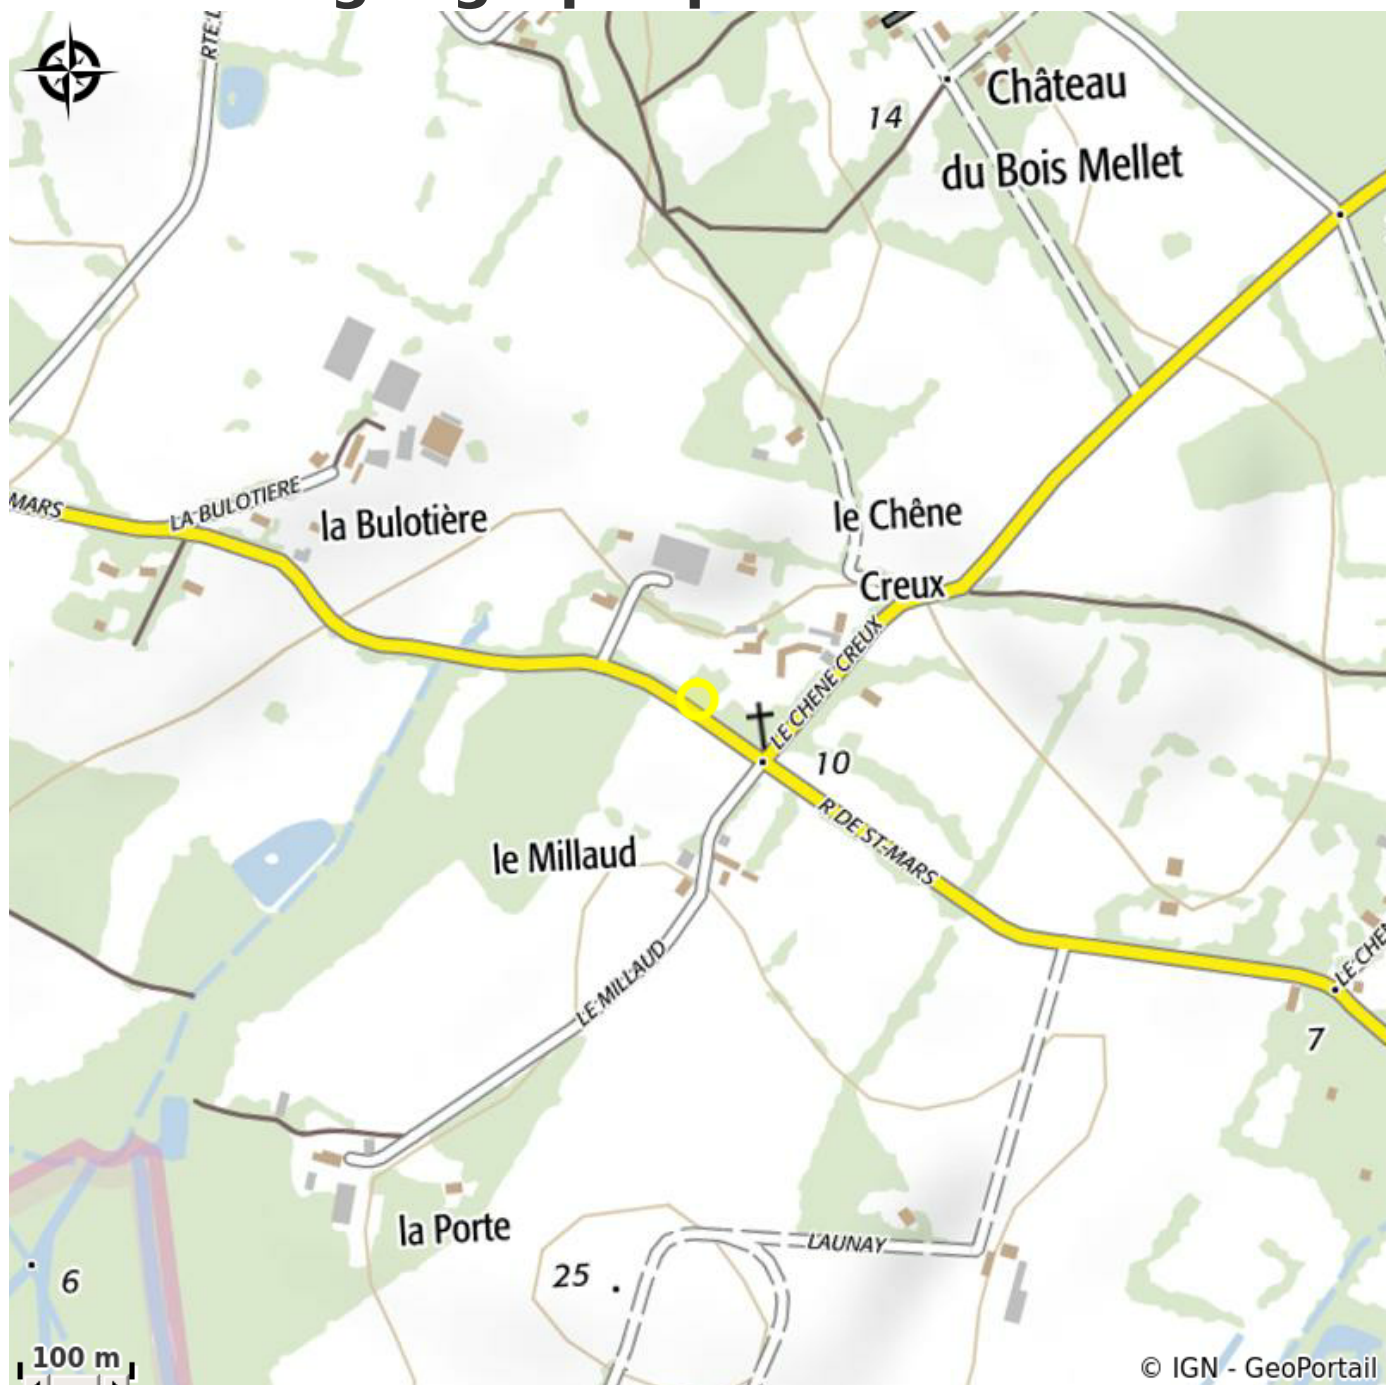 RTE
Château
14
du Bois Mellet
MARS
LA BULOTIERE
la Bulotière
le Chêne
Creux
LE CHENE CREUX
10
R DE ST-MARS
le Millaud
LE MILLAUD
LE CHEN
7
la Porte
LAUNAY
25
6
100 m
© IGN - GeoPortail